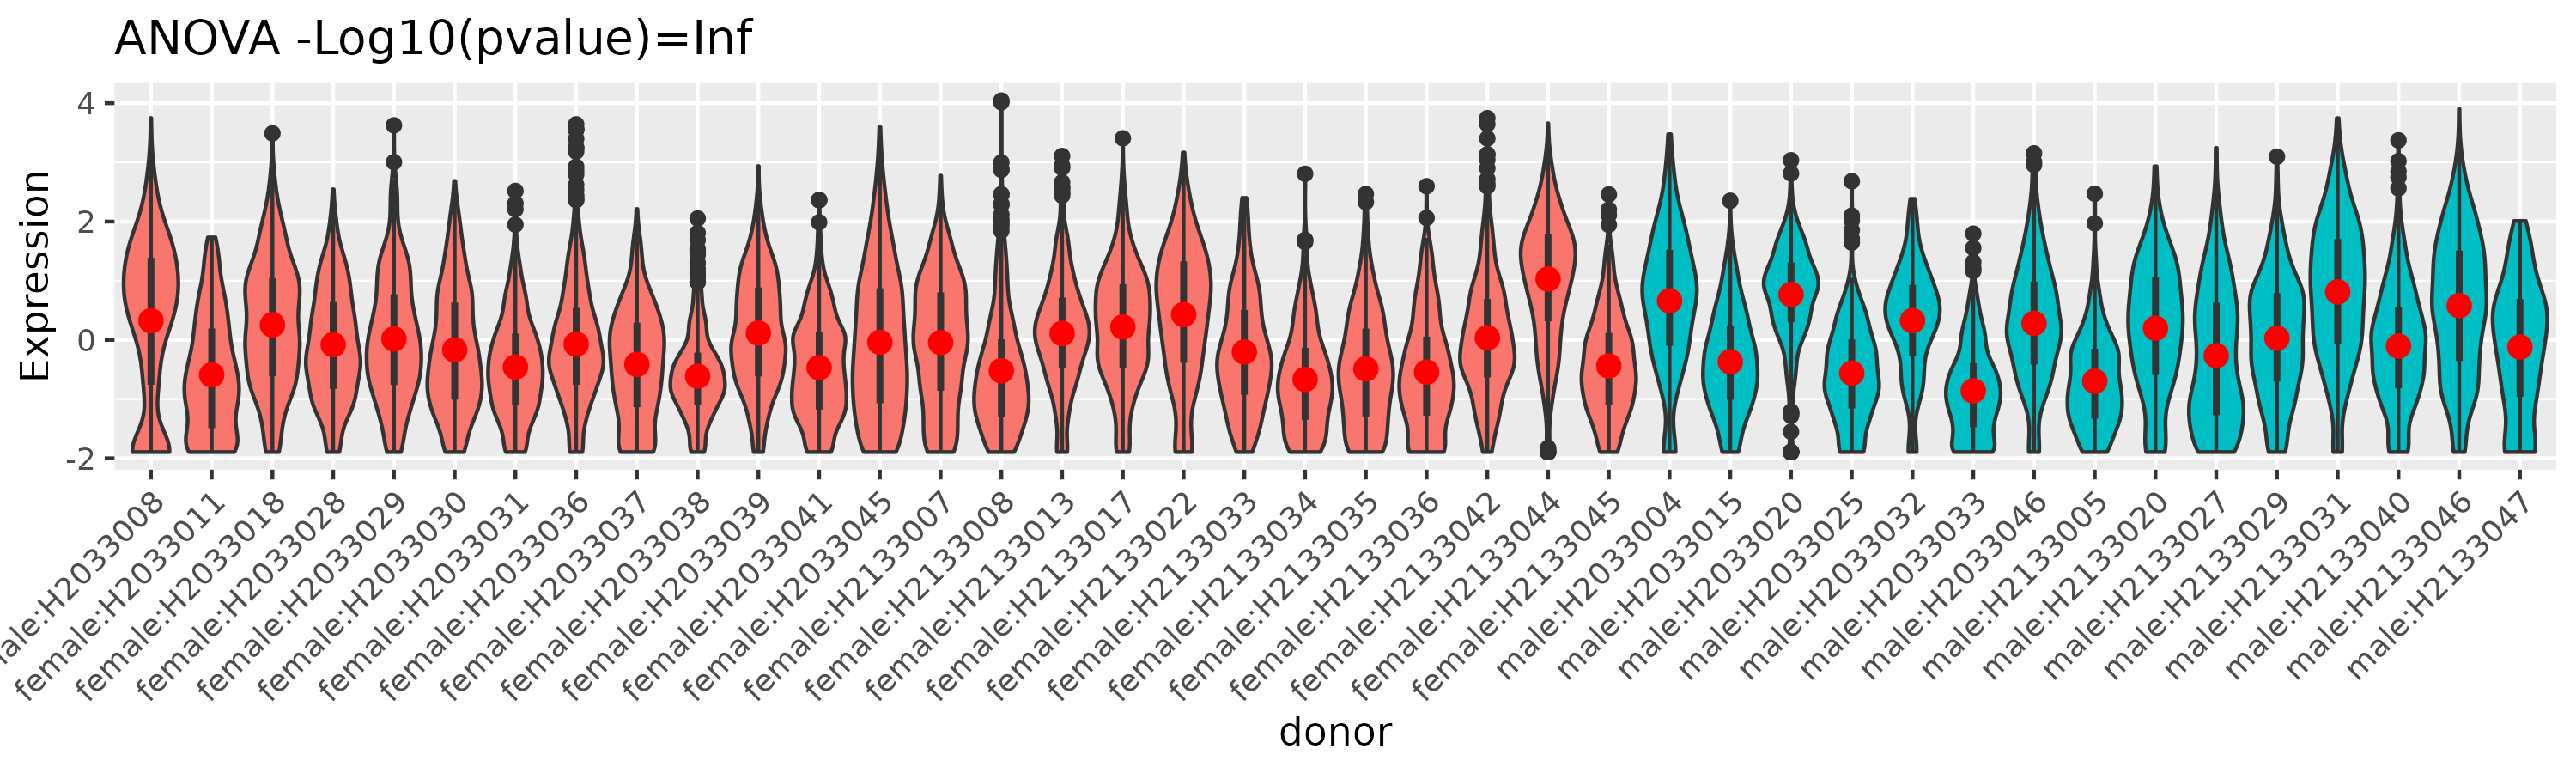 ANOVA -Log10(pvalue)=Inf
Expression
4
2
0
-2
male:H2033008
female:H2033011
female:H2033018
female:H2033028
female:H2033029
female:H2033030
female:H2033031
female:H2033036
female:H2033037
female:H2033038
female:H2033039
female:H2033041
female:H2033045
female:H2133007
female:H2133008
female:H2133013
female:H2133017
female:H2133022
female:H2133033
female:H2133034
female:H2133035
female:H2133036
female:H2133042
female:H2133044
female:H2133045
male:H2033004
male:H2033015
male:H2033020
male:H2033025
male:H2033032
male:H2033033
male:H2033046
male:H2133005
male:H2133020
male:H2133027
male:H2133029
male:H2133031
male:H2133040
male:H2133046
male:H2133047
donor